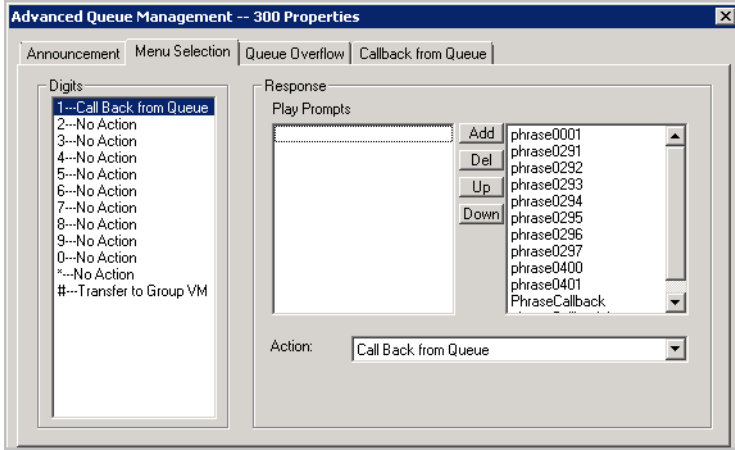 Advanced Queue Management -- 300 Properties
Announcement
Menu Selection
Queue Overflow
Callback from Queue
Digits
1---Call Back from Queue
2---No Action
3---No Action
4---No Action
5---No Action
6---No Action
7---No Action
8---No Action
9---No Action
0---No Action
*---No Action
#---Transfer to Group VM
Response
Play Prompts
Add
Del
Up
Down
phrase0001
phrase0291
phrase0292
phrase0293
phrase0294
phrase0295
phrase0296
phrase0297
phrase0400
phrase0401
PhraseCallback
Action:
Call Back from Queue